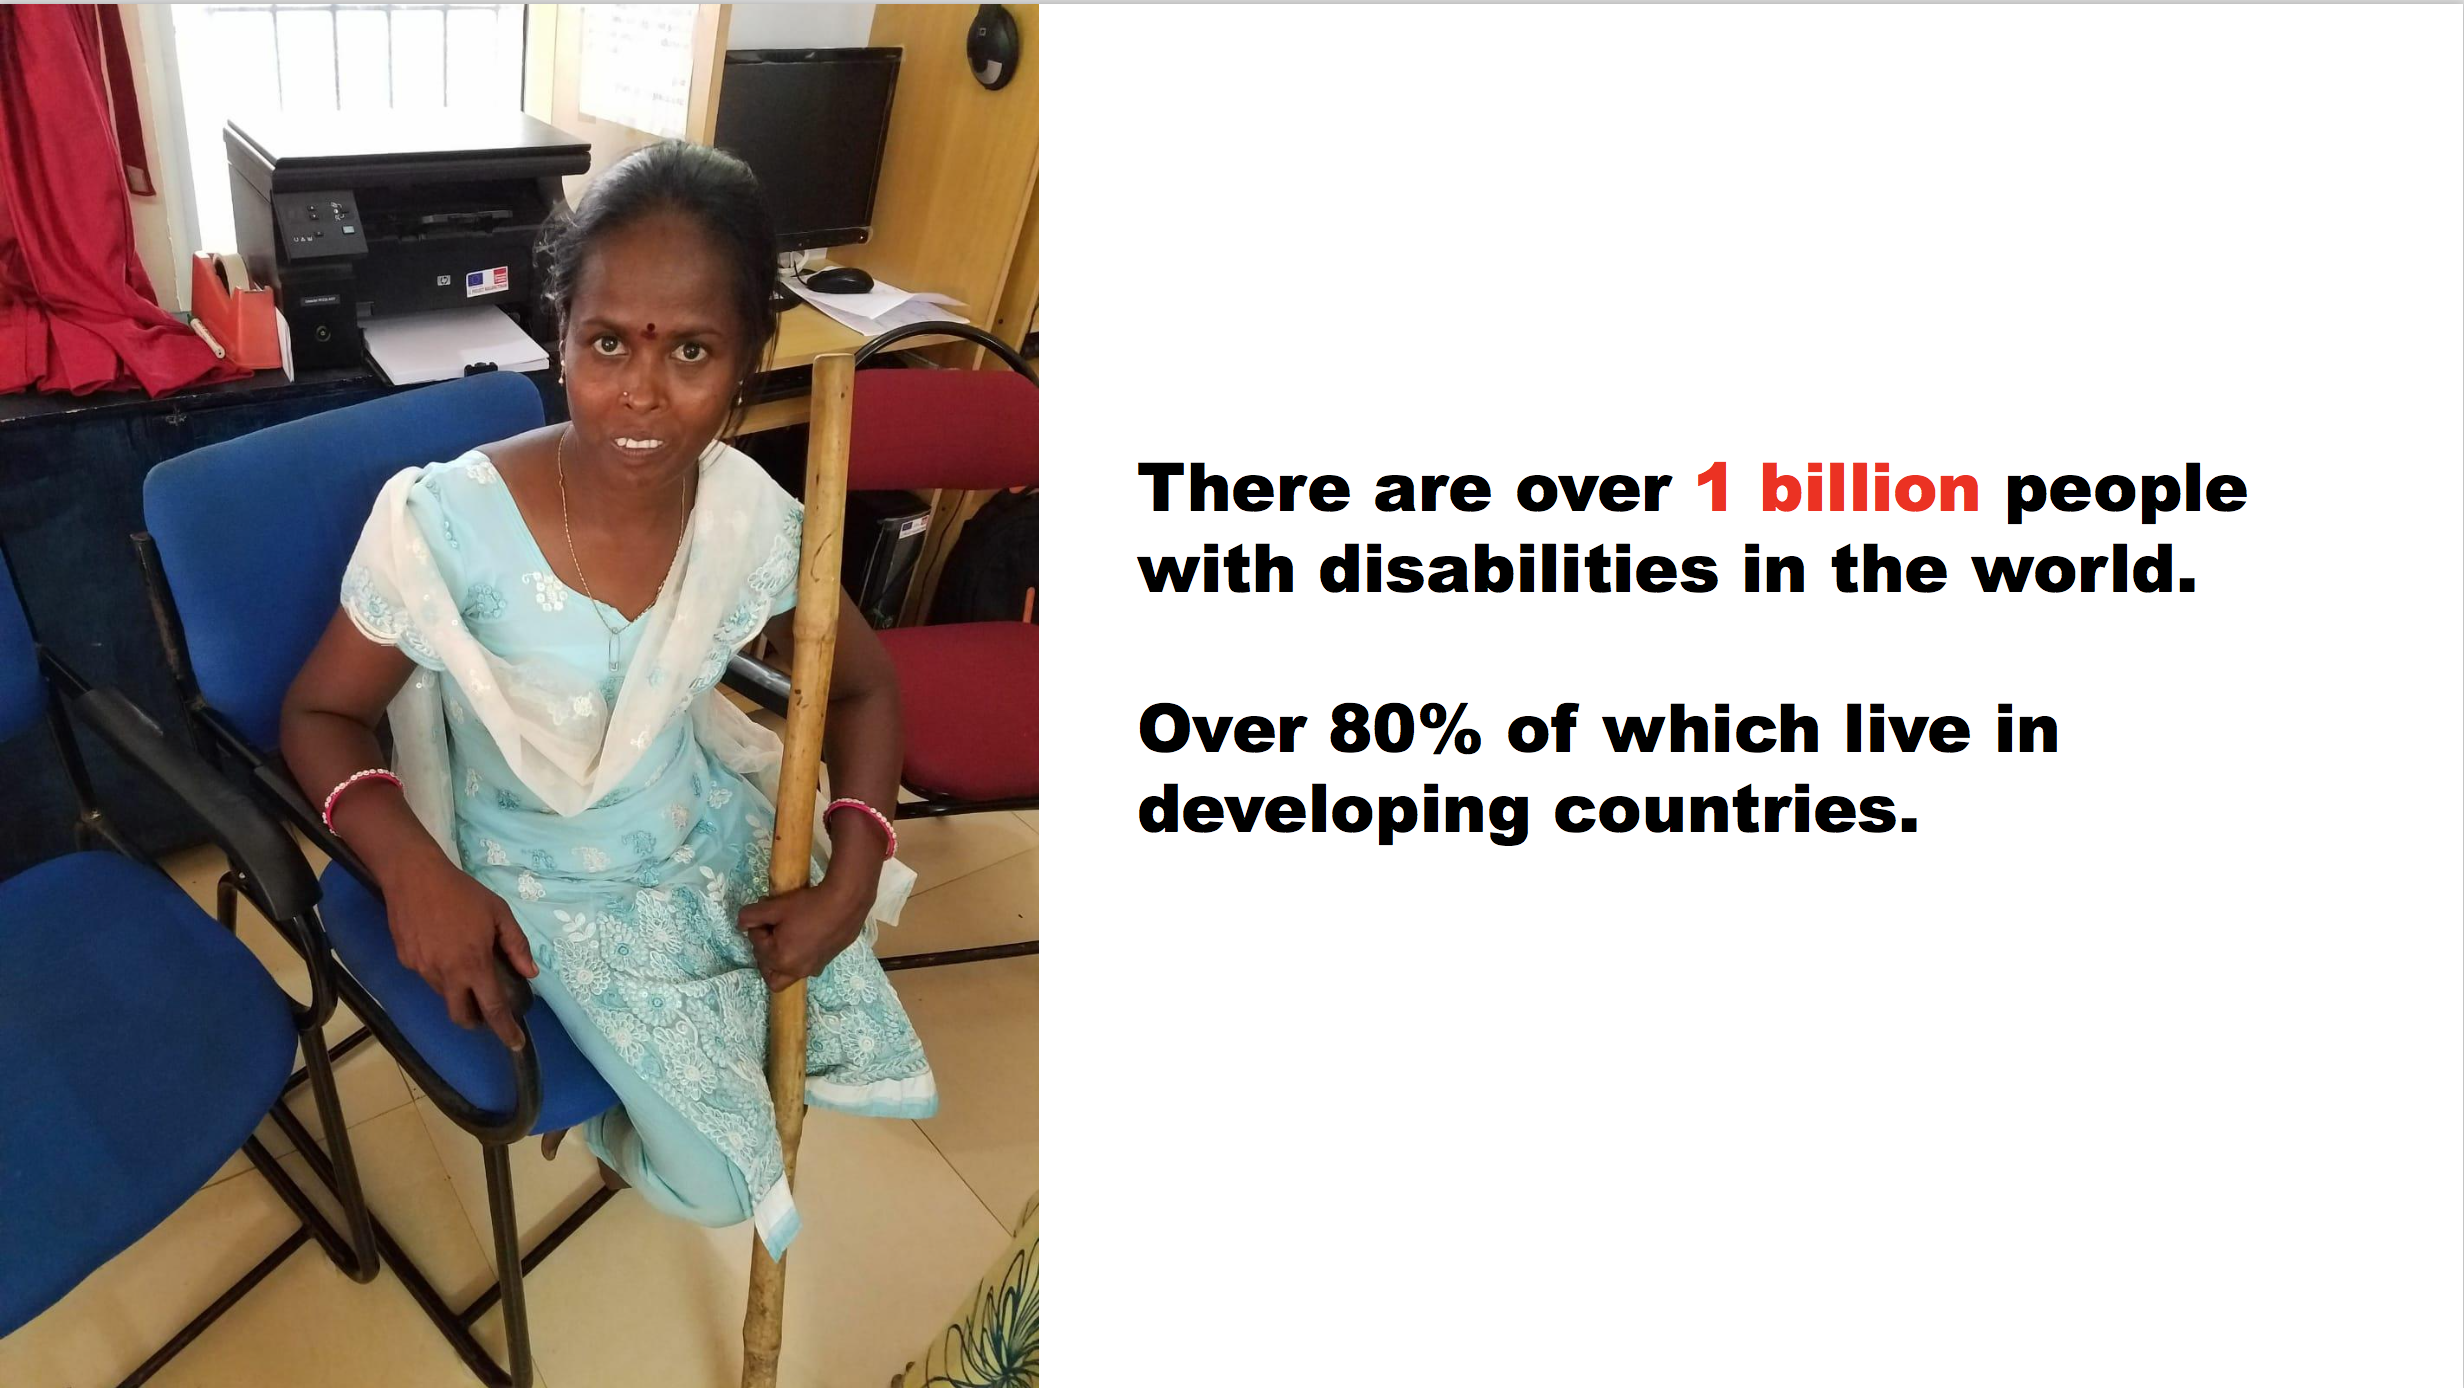 There are over 1 billion people
with disabilities in the world.
Over 80% of which live in
developing countries.